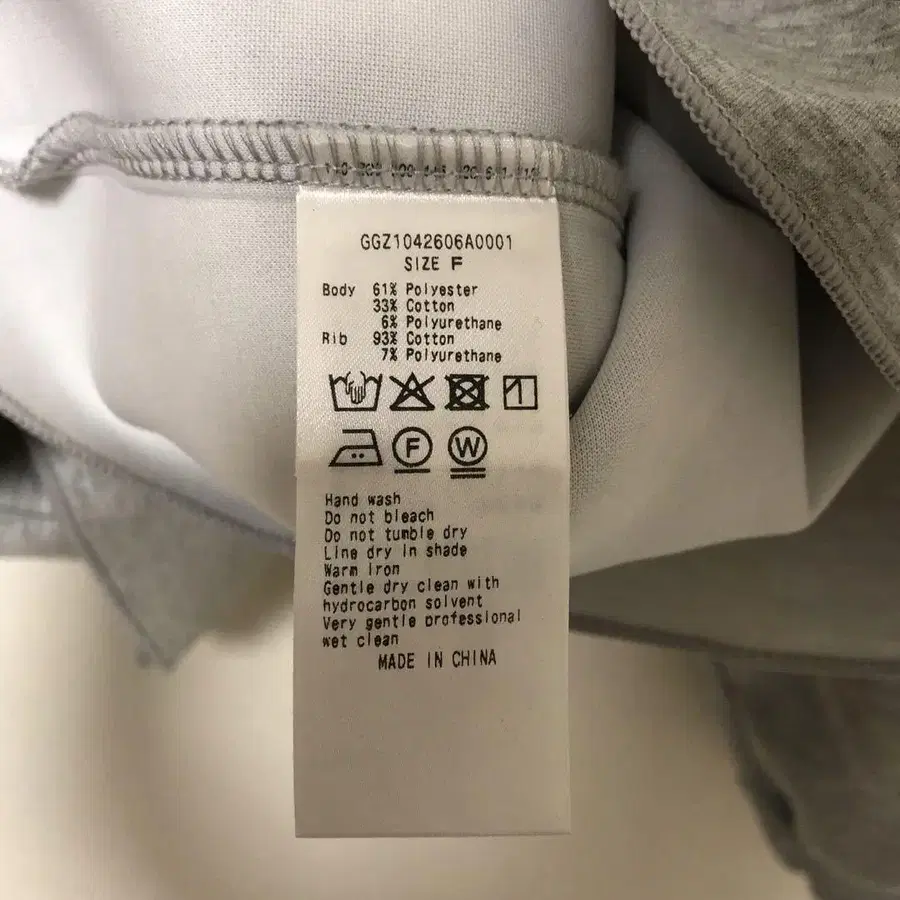 GGZ1042606A0001
SIZE F
Body 61% Polyester
33% Cotton
6% Polyurethane
Rib 93% Cotton
7% Polyurethane
F W
Hand wash
Do not bleach
Do not tumble dry
Line dry in shade
Warm iron
Gentle dry clean with
hydrocarbon solvent
Very gentle professional
wet clean
MADE IN CHINA